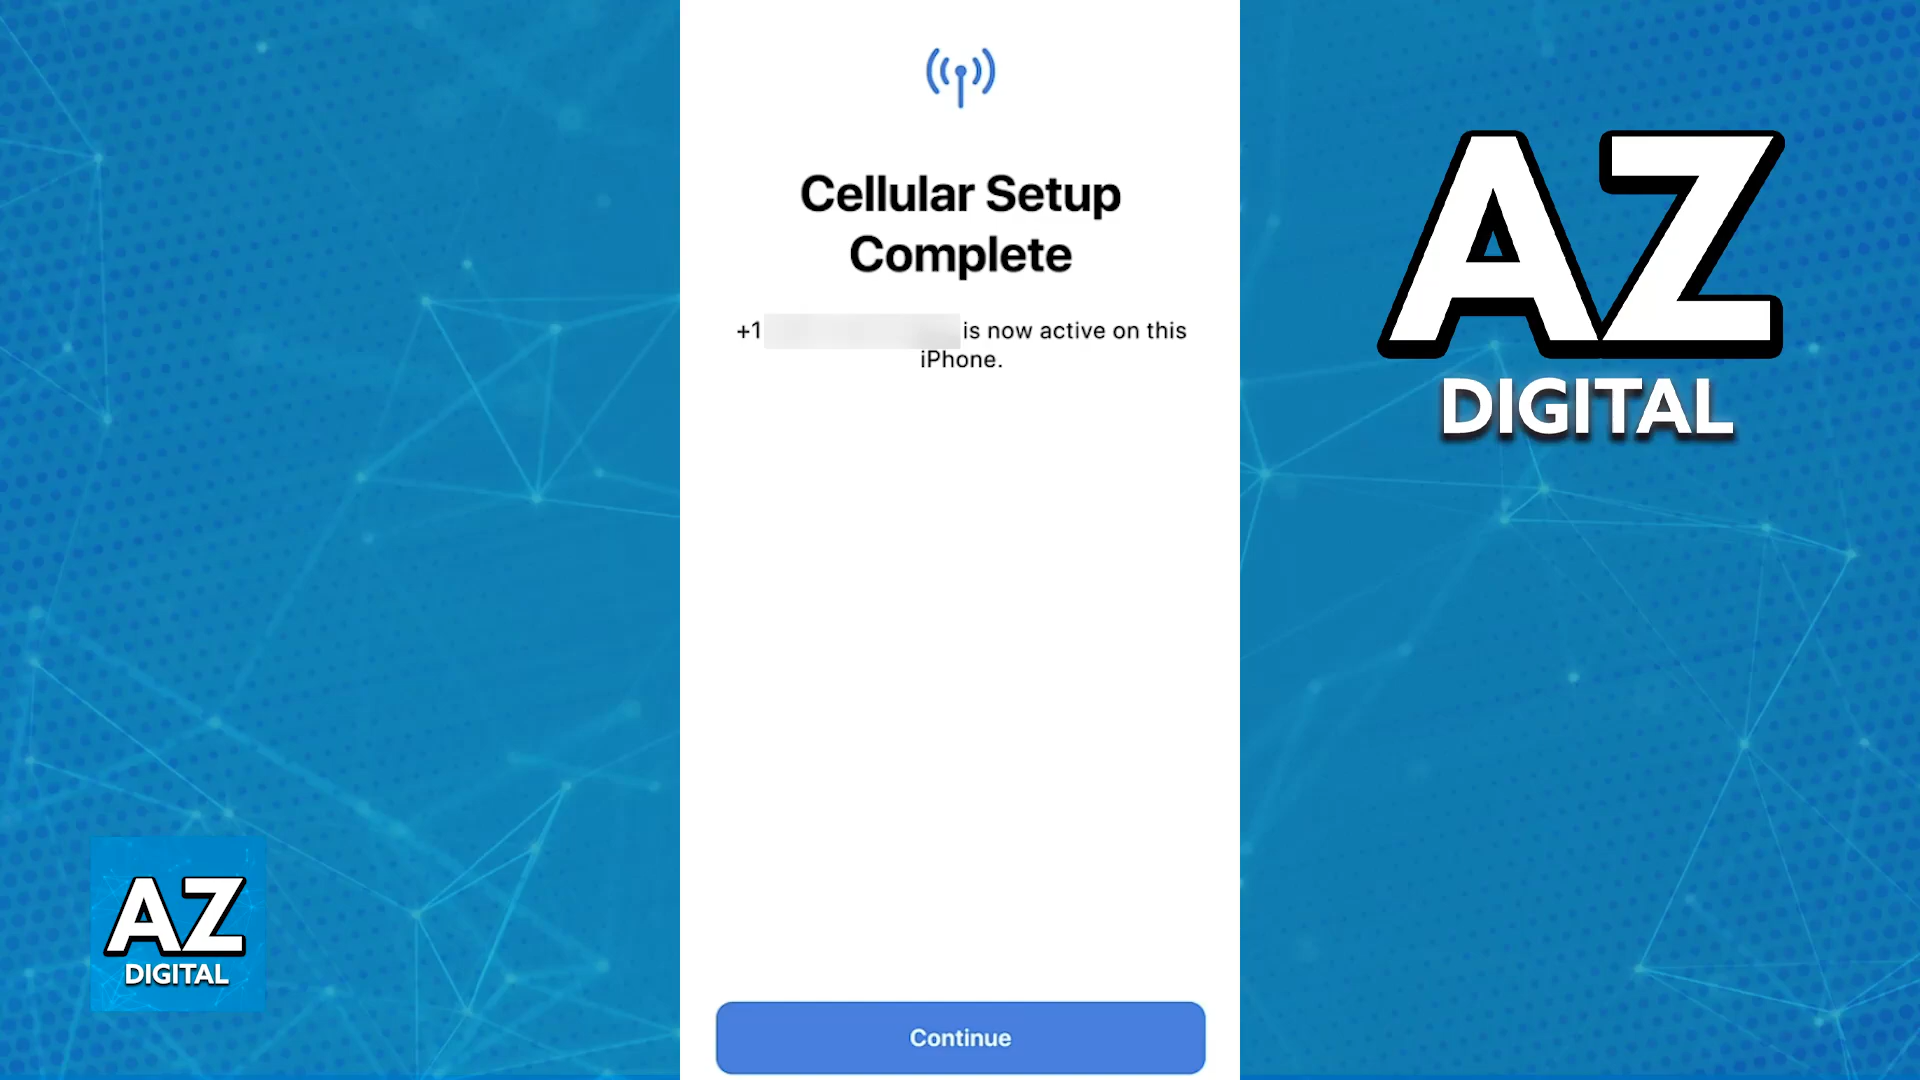 Cellular Setup
Complete
+1 is now active on this
iPhone.
Continue
AZ
DIGITAL
AZ
DIGITAL